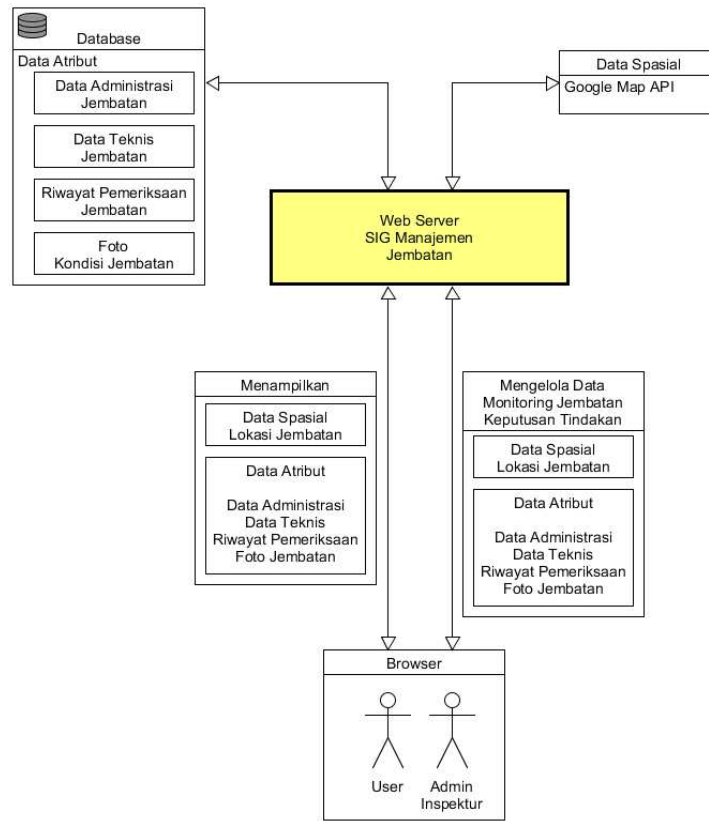 Database
Data Atribut
Data Administrasi
Jembatan
Data Teknis
Jembatan
Riwayat Pemeriksaan
Jembatan
Foto
Kondisi Jembatan
Data Spasial
Google Map API
Web Server
SIG Manajemen
Jembatan
Menampilkan
Data Spasial
Lokasi Jembatan
Data Atribut
Data Administrasi
Data Teknis
Riwayat Pemeriksaan
Foto Jembatan
Mengelola Data
Monitoring Jembatan
Keputusan Tindakan
Data Spasial
Lokasi Jembatan
Data Atribut
Data Administrasi
Data Teknis
Riwayat Pemeriksaan
Foto Jembatan
Browser
User
Admin
Inspektur